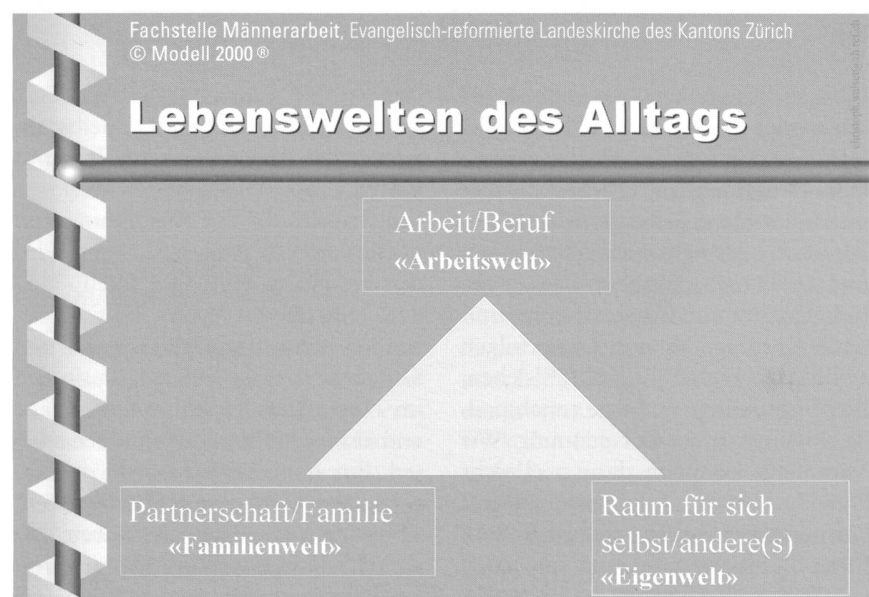 Fachstelle Männerarbeit, Evangelisch-reformierte Landeskirche des Kantons Zürich
© Modell 2000 ®
Lebenswelten des Alltags
Arbeit/Beruf
«Arbeitswelt»
Partnerschaft/Familie
«Familienwelt»
Raum für sich
selbst/andere(s)
«Eigenwelt»